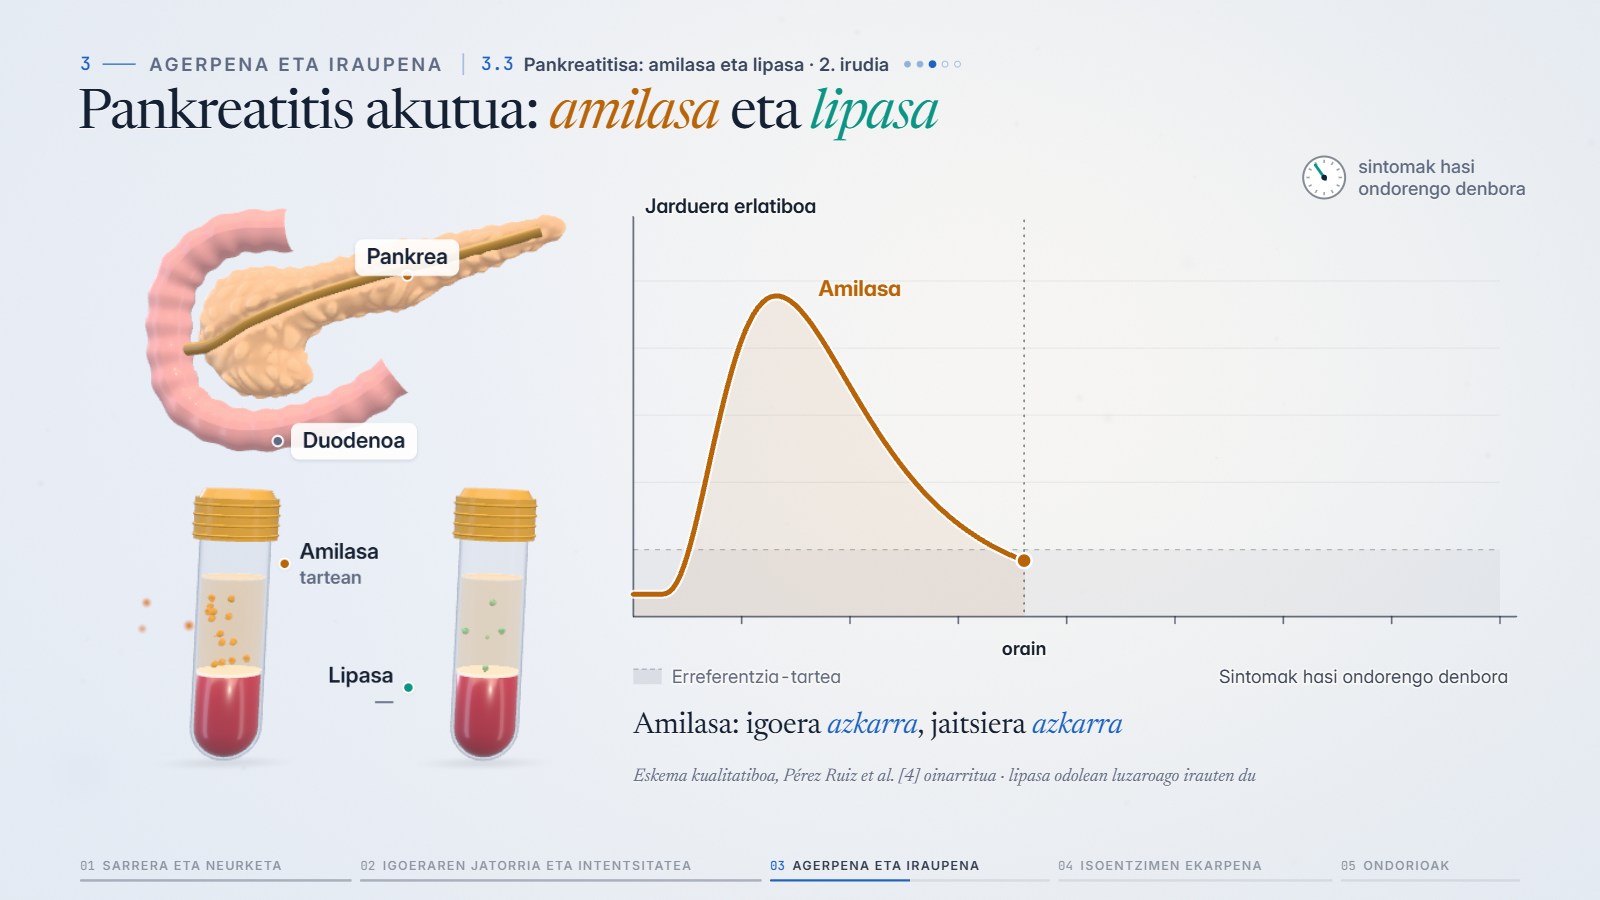 3 — AGERPENA ETA IRAUPENA | 3.3 Pankreatitisa: amilasa eta lipasa · 2. irudia
Pankreatitis akutua: amilasa eta lipasa
sintomak hasi
ondorengo denbora
Jarduera erlatiboa
Pankrea
Amilasa
Duodenoa
Amilasa
tartean
Lipasa
—
orain
Erreferentzia-tartea
Sintomak hasi ondorengo denbora
Amilasa: igoera azkarra, jaitsiera azkarra
Eskema kualitatiboa, Pérez Ruiz et al. [4] oinarritua · lipasa odolean luzaroago irauten du
01 SARRERA ETA NEURKETA
02 IGOERAREN JATORRIA ETA INTENTSITATEA
03 AGERPENA ETA IRAUPENA
04 ISOENTZIMEN EKARPENA
05 ONDORIOAK